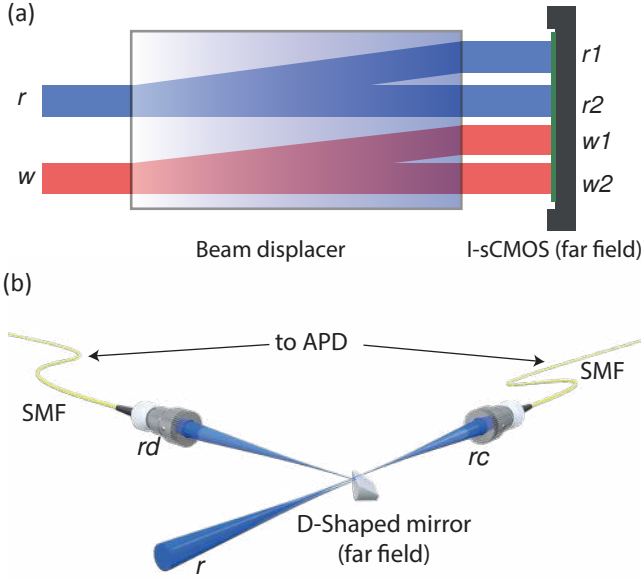 (a)
r
r1
r2
w1
w
w2
Beam displacer
I-sCMOS (far field)
(b)
to APD
SMF
SMF
rd
rc
D-Shaped mirror
(far field)
r